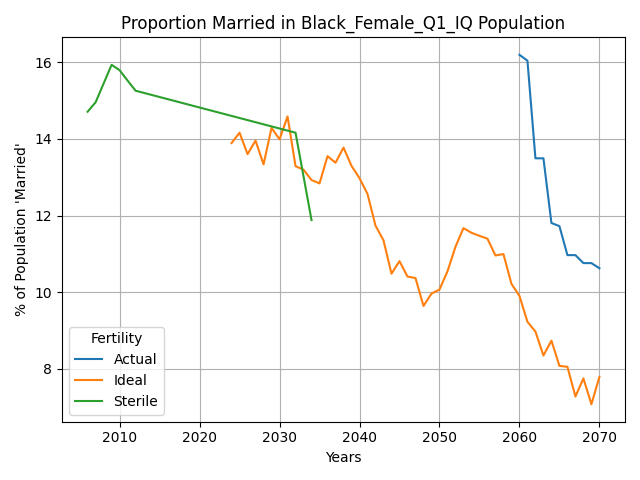 Proportion Married in Black_Female_Q1_IQ Population
% of Population 'Married'
16
14
12
10
8
Fertility
Actual
Ideal
Sterile
2010 2020 2030 2040 2050 2060 2070
Years